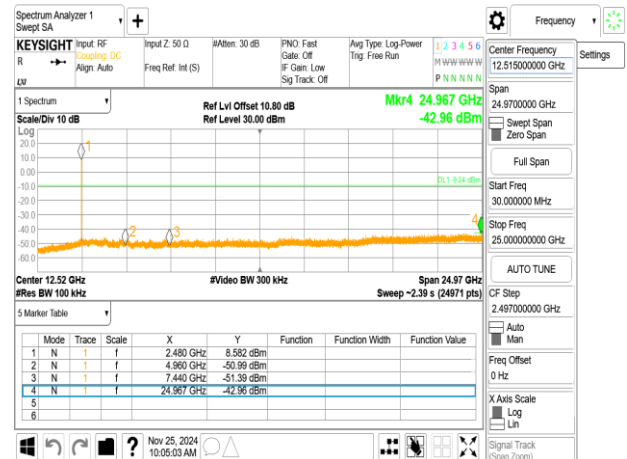 Spectrum Analyzer 1
Swept SA
Frequency
KEYSIGHT
R
Input: RF
Coupling: DC
Align: Auto
Input Z: 50 Ω
Freq Ref: Int (S)
#Atten: 30 dB
PNO: Fast
Gate: Off
IF Gain: Low
Sig Track: Off
Avg Type: Log-Power
Trig: Free Run
1 2 3 4 5 6
M W W W W W
P N N N N N
LXI
1 Spectrum
Scale/Div 10 dB
Ref Lvl Offset 10.80 dB
Ref Level 30.00 dBm
Mkr4 24.967 GHz
-42.96 dBm
Log
20.0
10.0
0.00
-10.0
-20.0
-30.0
-40.0
-50.0
-60.0
1
2
3
4
Center 12.52 GHz
#Res BW 100 kHz
#Video BW 300 kHz
Span 24.97 GHz
Sweep ~2.39 s (24971 pts)
5 Marker Table
Mode Trace Scale X Y Function Function Width Function Value
1 N 1 f 2.480 GHz 8.582 dBm
2 N 1 f 4.960 GHz -50.99 dBm
3 N 1 f 7.440 GHz -51.39 dBm
4 N 1 f 24.967 GHz -42.96 dBm
5
6
Nov 25, 2024
10:05:03 AM
Center Frequency
12.515000000 GHz
Settings
Span
24.9700000 GHz
Swept Span
Zero Span
Full Span
Start Freq
30.000000 MHz
Stop Freq
25.000000000 GHz
AUTO TUNE
CF Step
2.497000000 GHz
Auto
Man
Freq Offset
0 Hz
X Axis Scale
Log
Lin
Signal Track
(Span Zoom)